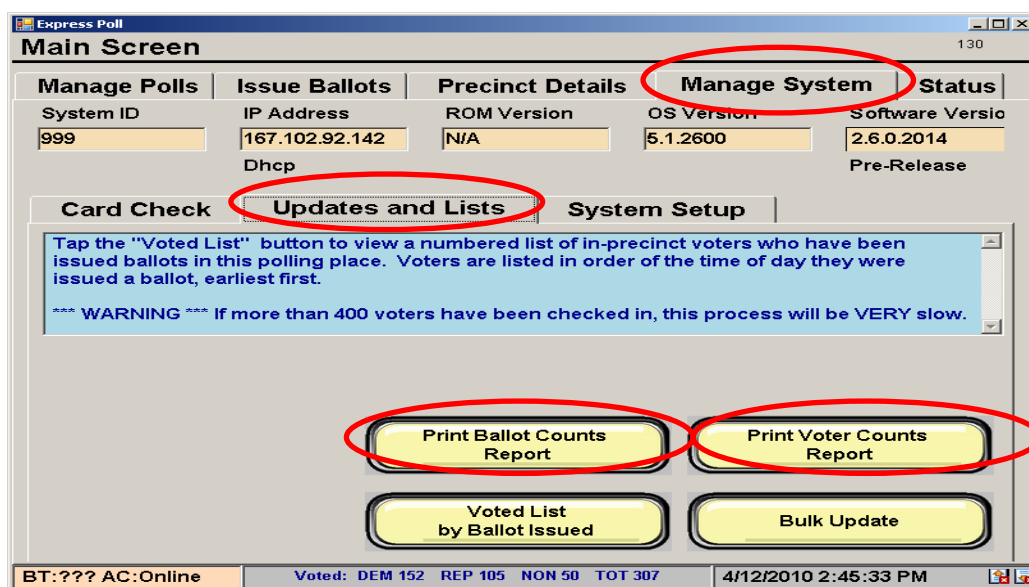 Express Poll
Main Screen
130
Manage Polls Issue Ballots Precinct Details Manage System Status
System ID IP Address ROM Version OS Version Software Versio
999 167.102.92.142 N/A 5.1.2600 2.6.0.2014
Dhcp Pre-Release
Card Check Updates and Lists System Setup
Tap the "Voted List" button to view a numbered list of in-precinct voters who have been
issued ballots in this polling place. Voters are listed in order of the time of day they were
issued a ballot, earliest first.
*** WARNING *** If more than 400 voters have been checked in, this process will be VERY slow.
Print Ballot Counts
Report
Print Voter Counts
Report
Voted List
by Ballot Issued
Bulk Update
BT:??? AC:Online Voted: DEM 152 REP 105 NON 50 TOT 307 4/12/2010 2:45:33 PM